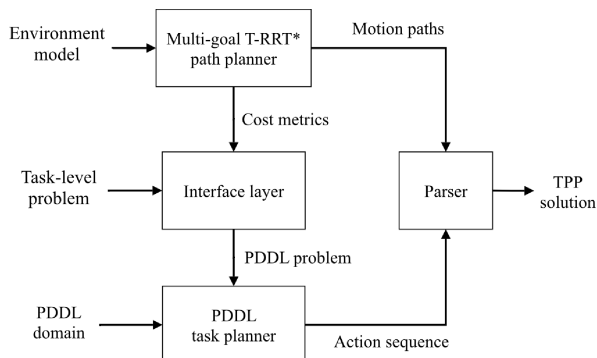 Environment
model
Multi-goal T-RRT*
path planner
Motion paths
Cost metrics
Task-level
problem
Interface layer
Parser
TPP
solution
PDDL problem
PDDL
domain
PDDL
task planner
Action sequence